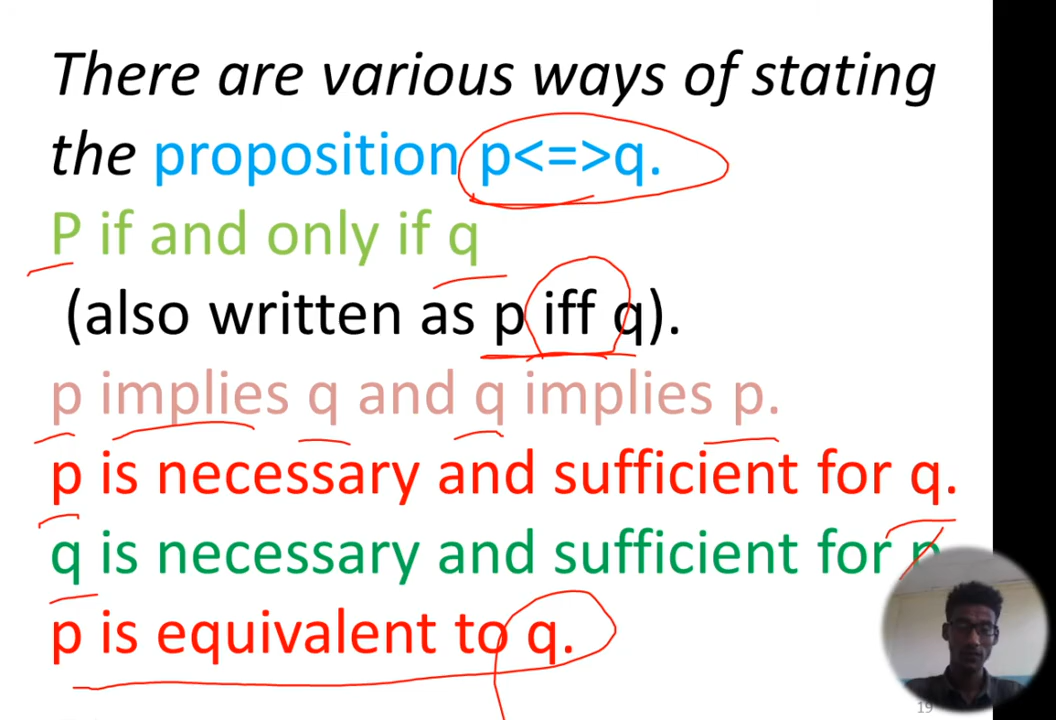 There are various ways of stating
the proposition p<=>q.
P if and only if q
(also written as p iff q).
p implies q and q implies p.
p is necessary and sufficient for q.
q is necessary and sufficient for p
p is equivalent to q.
19